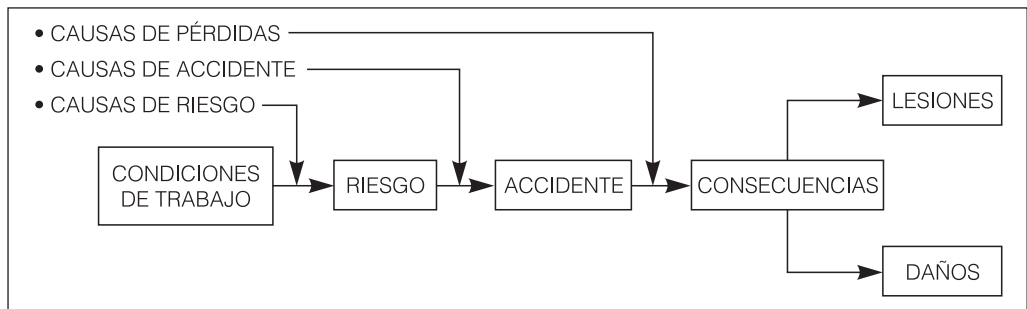 • CAUSAS DE PÉRDIDAS
• CAUSAS DE ACCIDENTE
• CAUSAS DE RIESGO
CONDICIONES
DE TRABAJO
RIESGO
ACCIDENTE
CONSECUENCIAS
LESIONES
DAÑOS